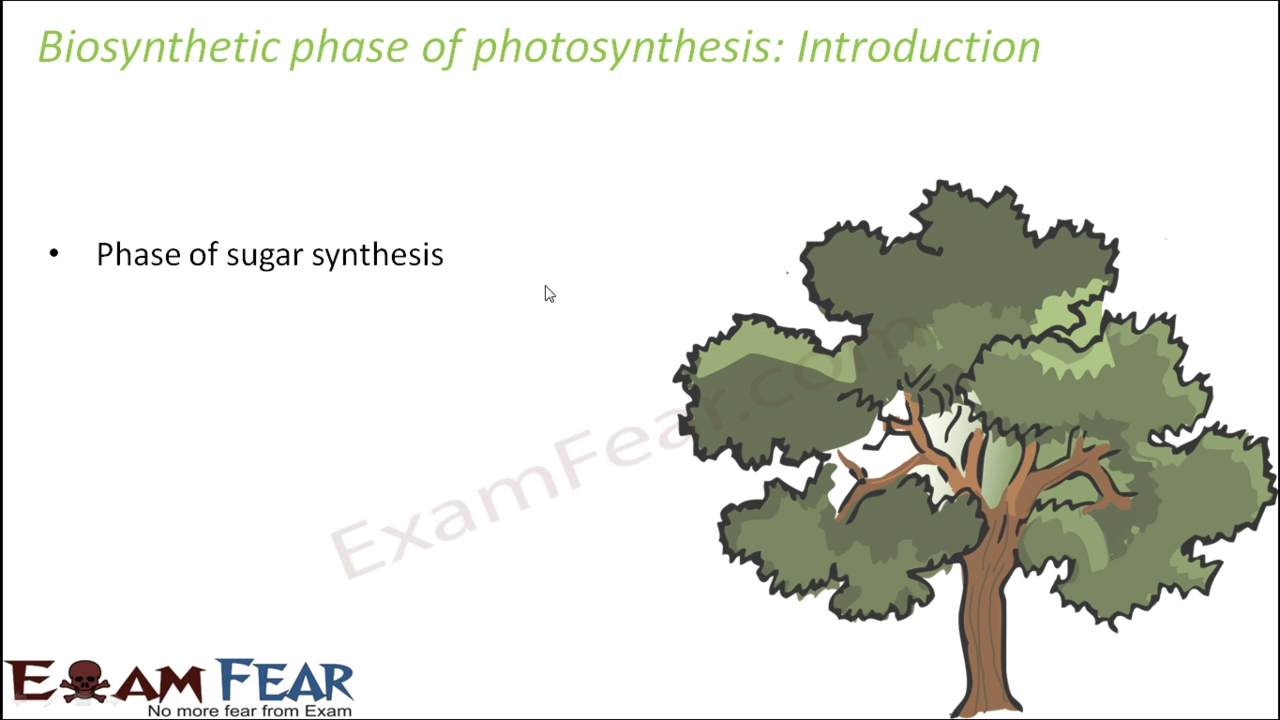 Biosynthetic phase of photosynthesis: Introduction
• Phase of sugar synthesis
ExamFear.com
EXAM FEAR
No more fear from Exam